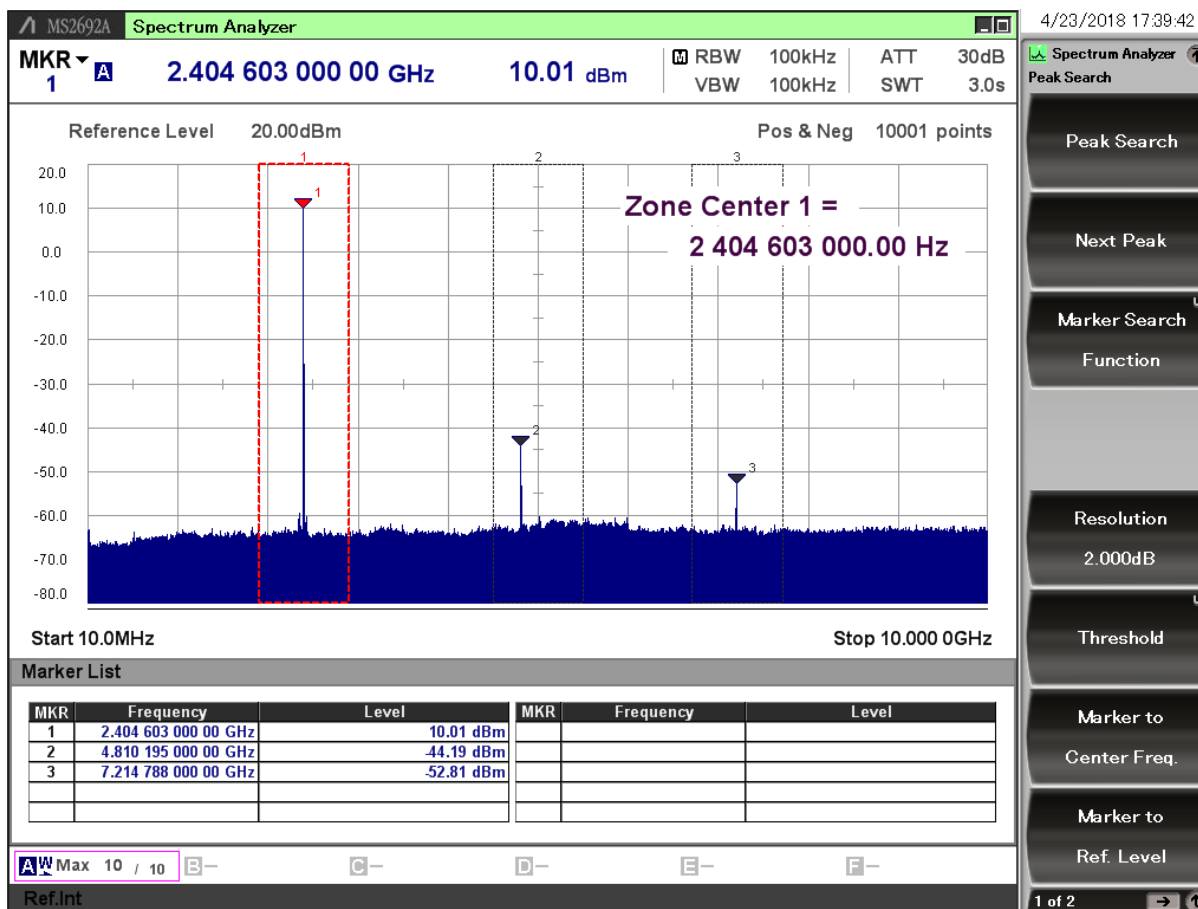 MS2692A Spectrum Analyzer
4/23/2018 17:39:42
MKR
1
A
2.404 603 000 00 GHz
10.01 dBm
M RBW 100kHz
VBW 100kHz
ATT 30dB
SWT 3.0s
Spectrum Analyzer
Peak Search
Reference Level 20.00dBm
Pos & Neg 10001 points
1 2 3
20.0
10.0
0.0
-10.0
-20.0
-30.0
-40.0
-50.0
-60.0
-70.0
-80.0
1
2
3
Zone Center 1 =
2 404 603 000.00 Hz
Start 10.0MHz
Stop 10.000 0GHz
Marker List
MKR Frequency Level MKR Frequency Level
1 2.404 603 000 00 GHz 10.01 dBm
2 4.810 195 000 00 GHz -44.19 dBm
3 7.214 788 000 00 GHz -52.81 dBm
A W Max 10 / 10 B- C- D- E- F-
Ref.Int
Peak Search
Next Peak
Marker Search
Function
Resolution
2.000dB
Threshold
Marker to
Center Freq.
Marker to
Ref. Level
1 of 2